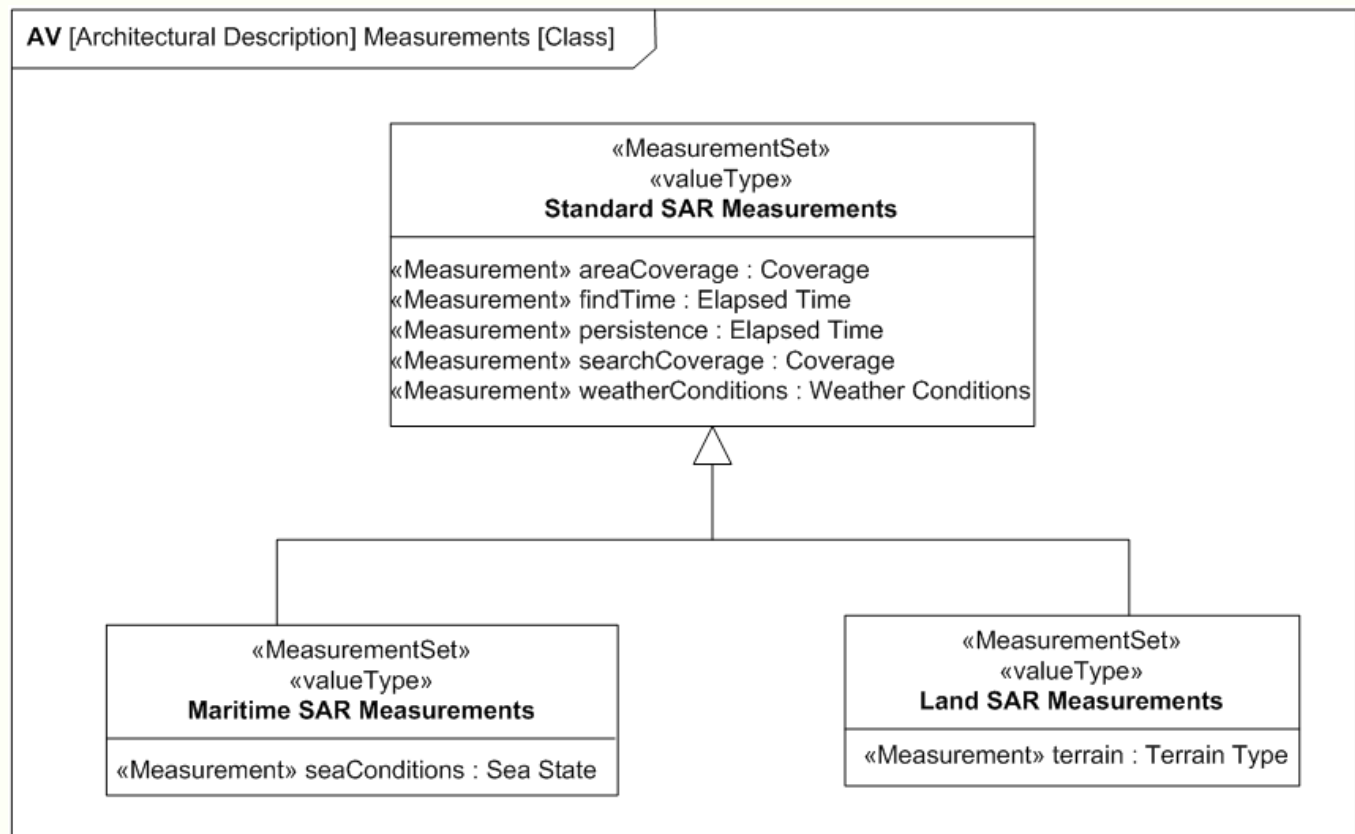 AV [Architectural Description] Measurements [Class]
«MeasurementSet»
«valueType»
Standard SAR Measurements
«Measurement» areaCoverage : Coverage
«Measurement» findTime : Elapsed Time
«Measurement» persistence : Elapsed Time
«Measurement» searchCoverage : Coverage
«Measurement» weatherConditions : Weather Conditions
«MeasurementSet»
«valueType»
Maritime SAR Measurements
«Measurement» seaConditions : Sea State
«MeasurementSet»
«valueType»
Land SAR Measurements
«Measurement» terrain : Terrain Type